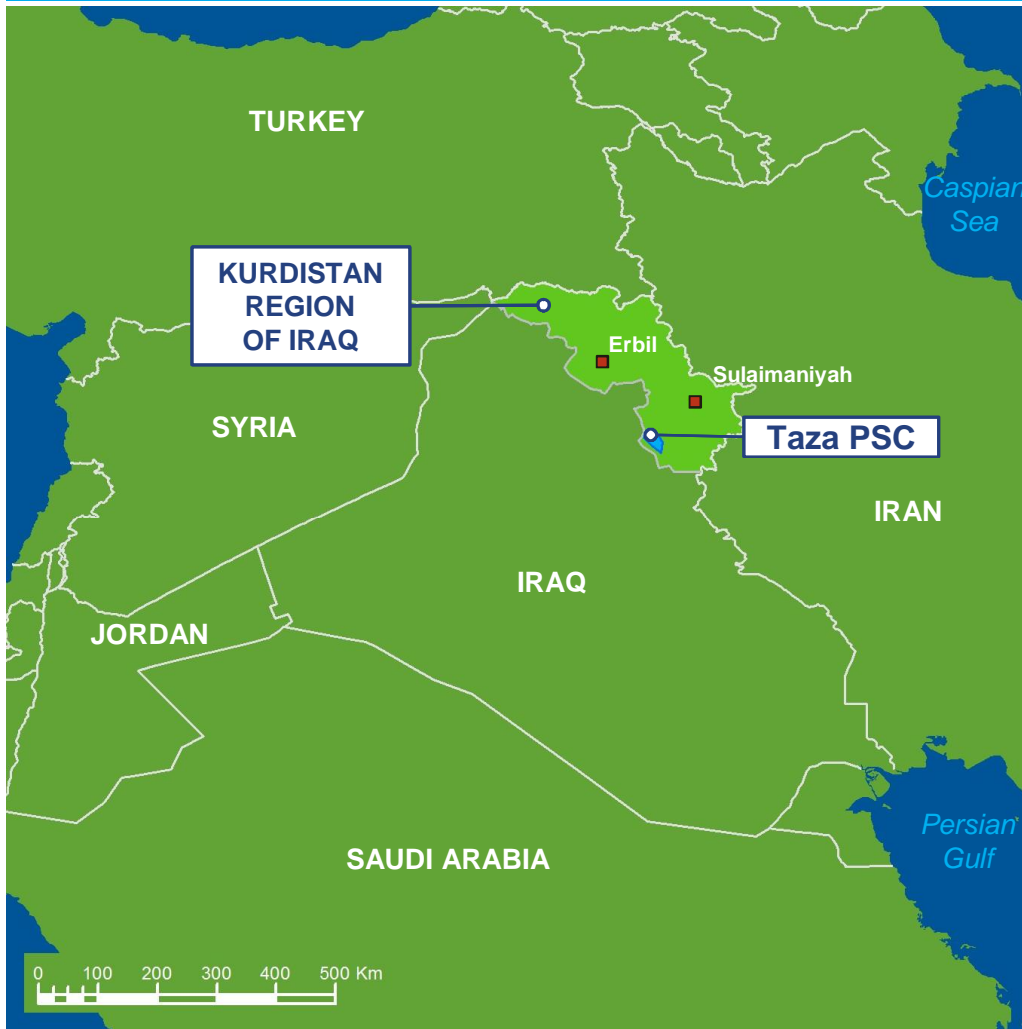 TURKEY
Caspian
Sea
KURDISTAN
REGION
OF IRAQ
Erbil
Sulaimaniyah
SYRIA
Taza PSC
IRAN
IRAQ
JORDAN
Persian
Gulf
SAUDI ARABIA
0 100 200 300 400 500 Km